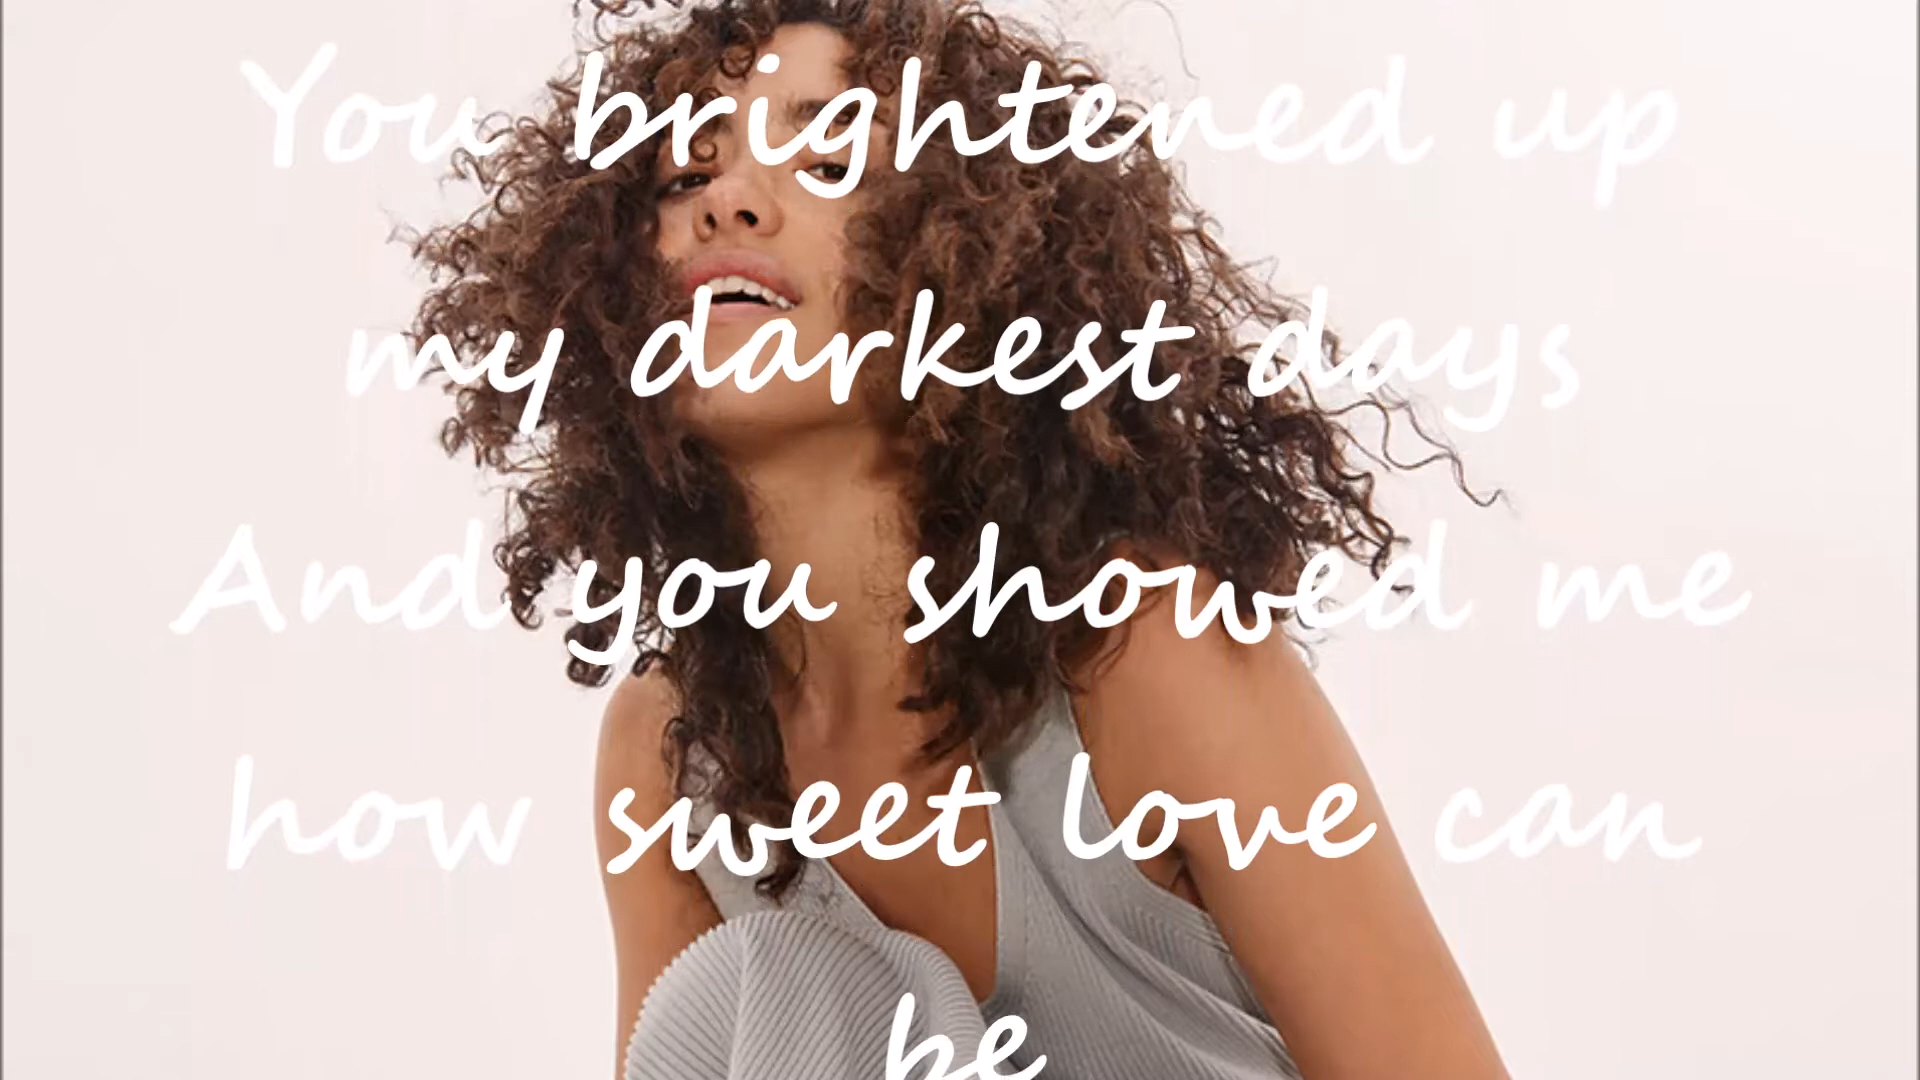 You brightened up
my darkest days
And you showed me
how sweet love can
be